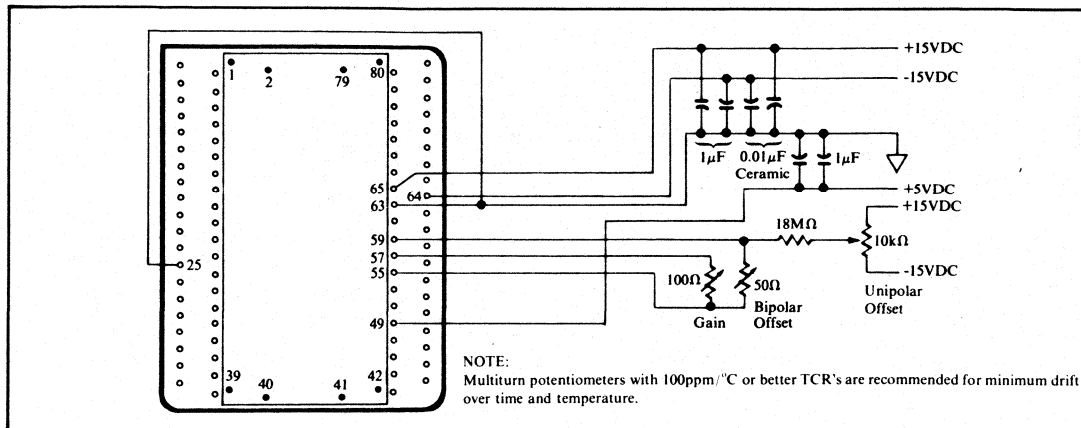 1
2
79
80
+15VDC
-15VDC
1μF
0.01μF
Ceramic
1μF
65
64
63
+5VDC
+15VDC
18MΩ
10kΩ
59
57
25
55
100Ω
50Ω
-15VDC
Unipolar
Offset
Bipolar
Offset
Gain
49
39
40
41
42
NOTE:
Multiturn potentiometers with 100ppm/°C or better TCR's are recommended for minimum drift
over time and temperature.